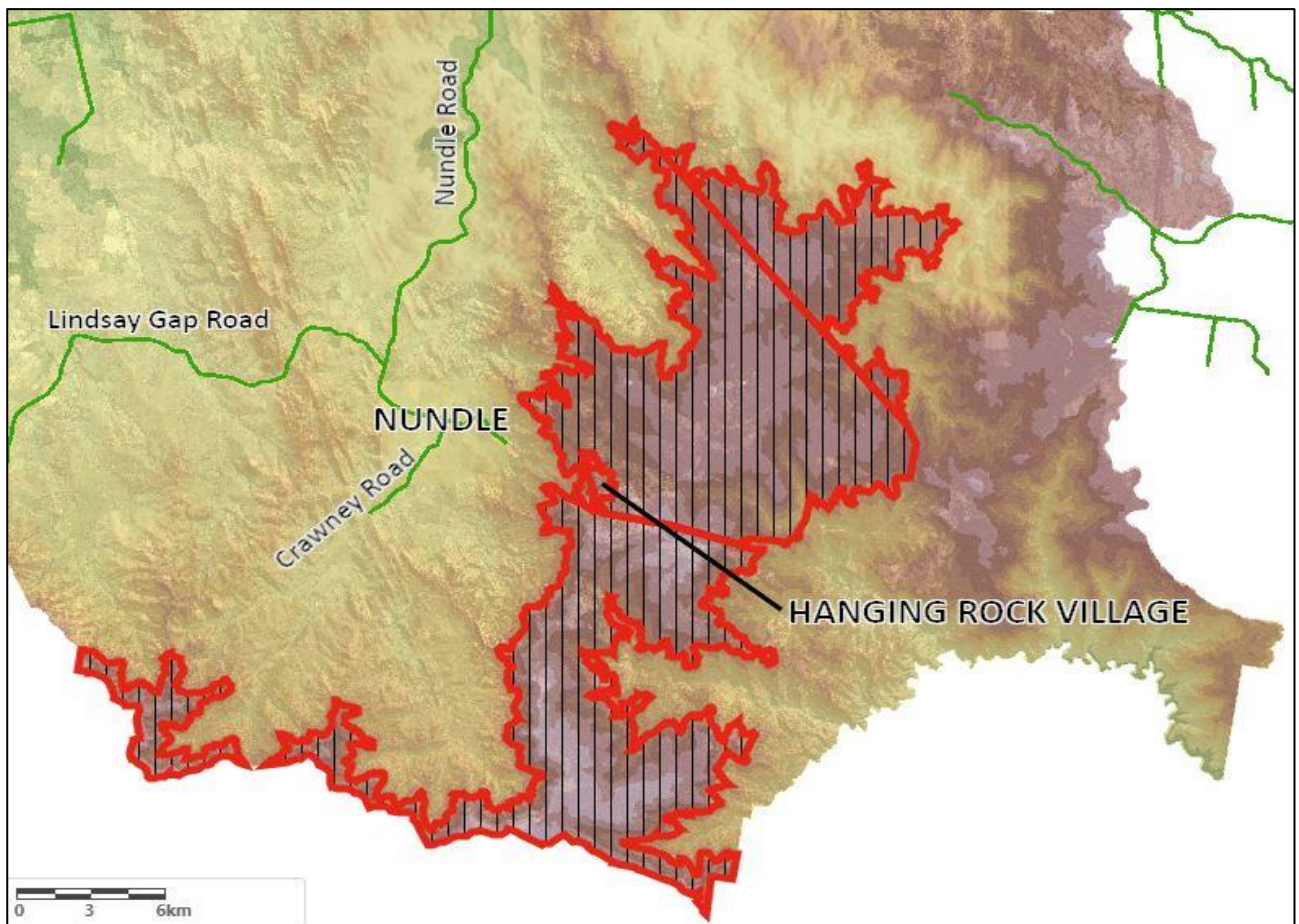 Nundle Road
Lindsay Gap Road
NUNDLE
Crawney Road
HANGING ROCK VILLAGE
0 3 6km